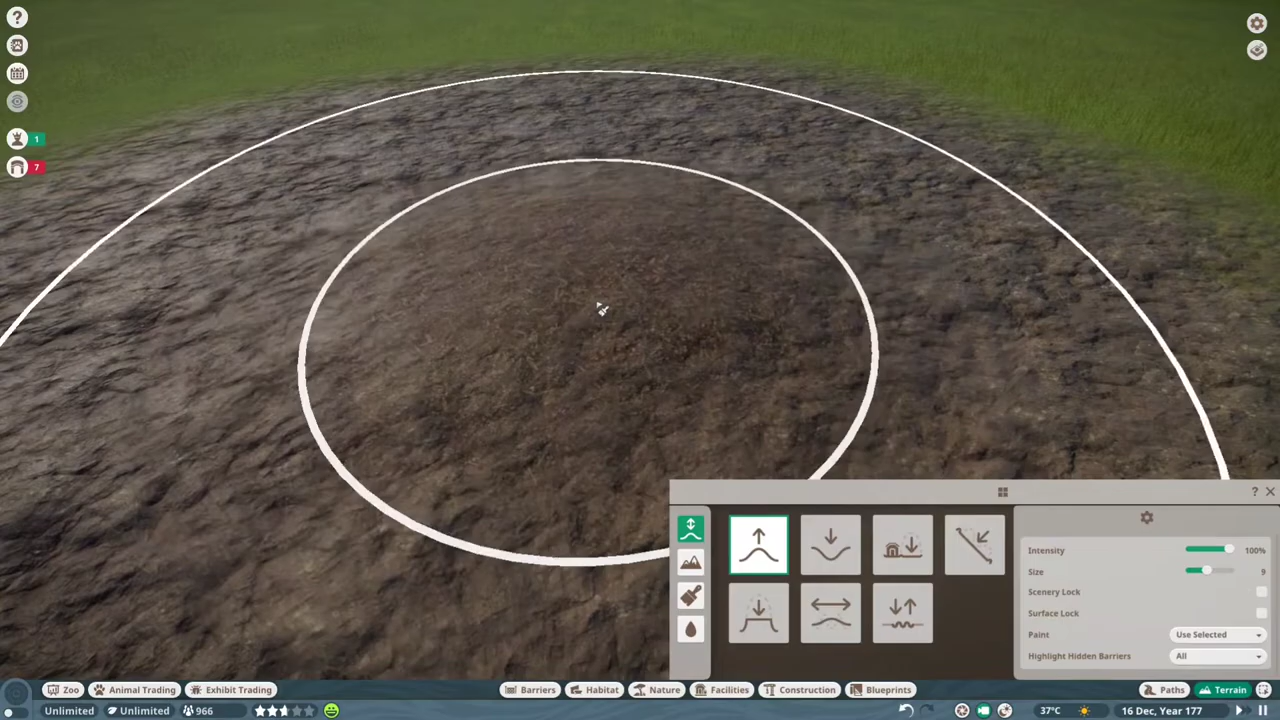 ?
1
7
? ×
Intensity 100%
Size 9
Scenery Lock
Surface Lock
Paint Use Selected
Highlight Hidden Barriers All
Zoo Animal Trading Exhibit Trading Barriers Habitat Nature Facilities Construction Blueprints Paths Terrain
Unlimited Unlimited 966 37°C 16 Dec, Year 177